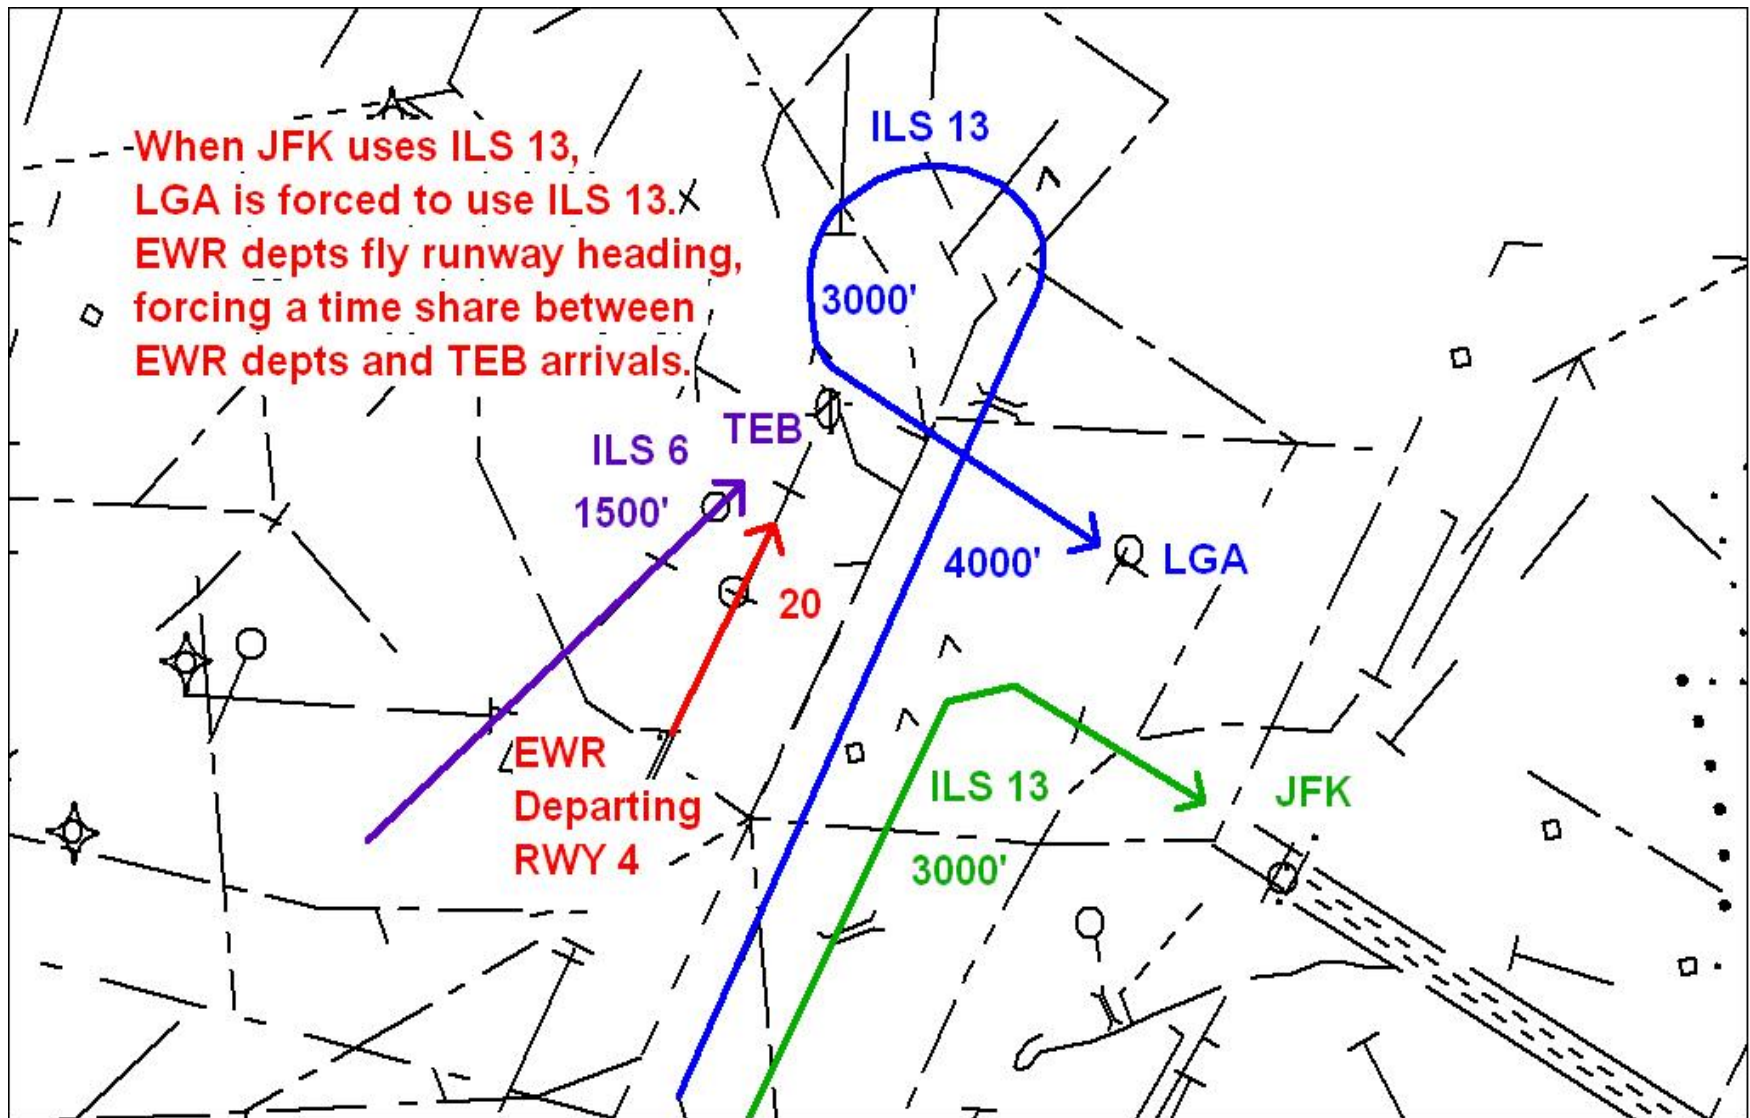 When JFK uses ILS 13,
LGA is forced to use ILS 13.
EWR depts fly runway heading,
forcing a time share between
EWR depts and TEB arrivals.
ILS 13
3000'
TEB
ILS 6
1500'
4000'
LGA
20
EWR
Departing
RWY 4
ILS 13
JFK
3000'